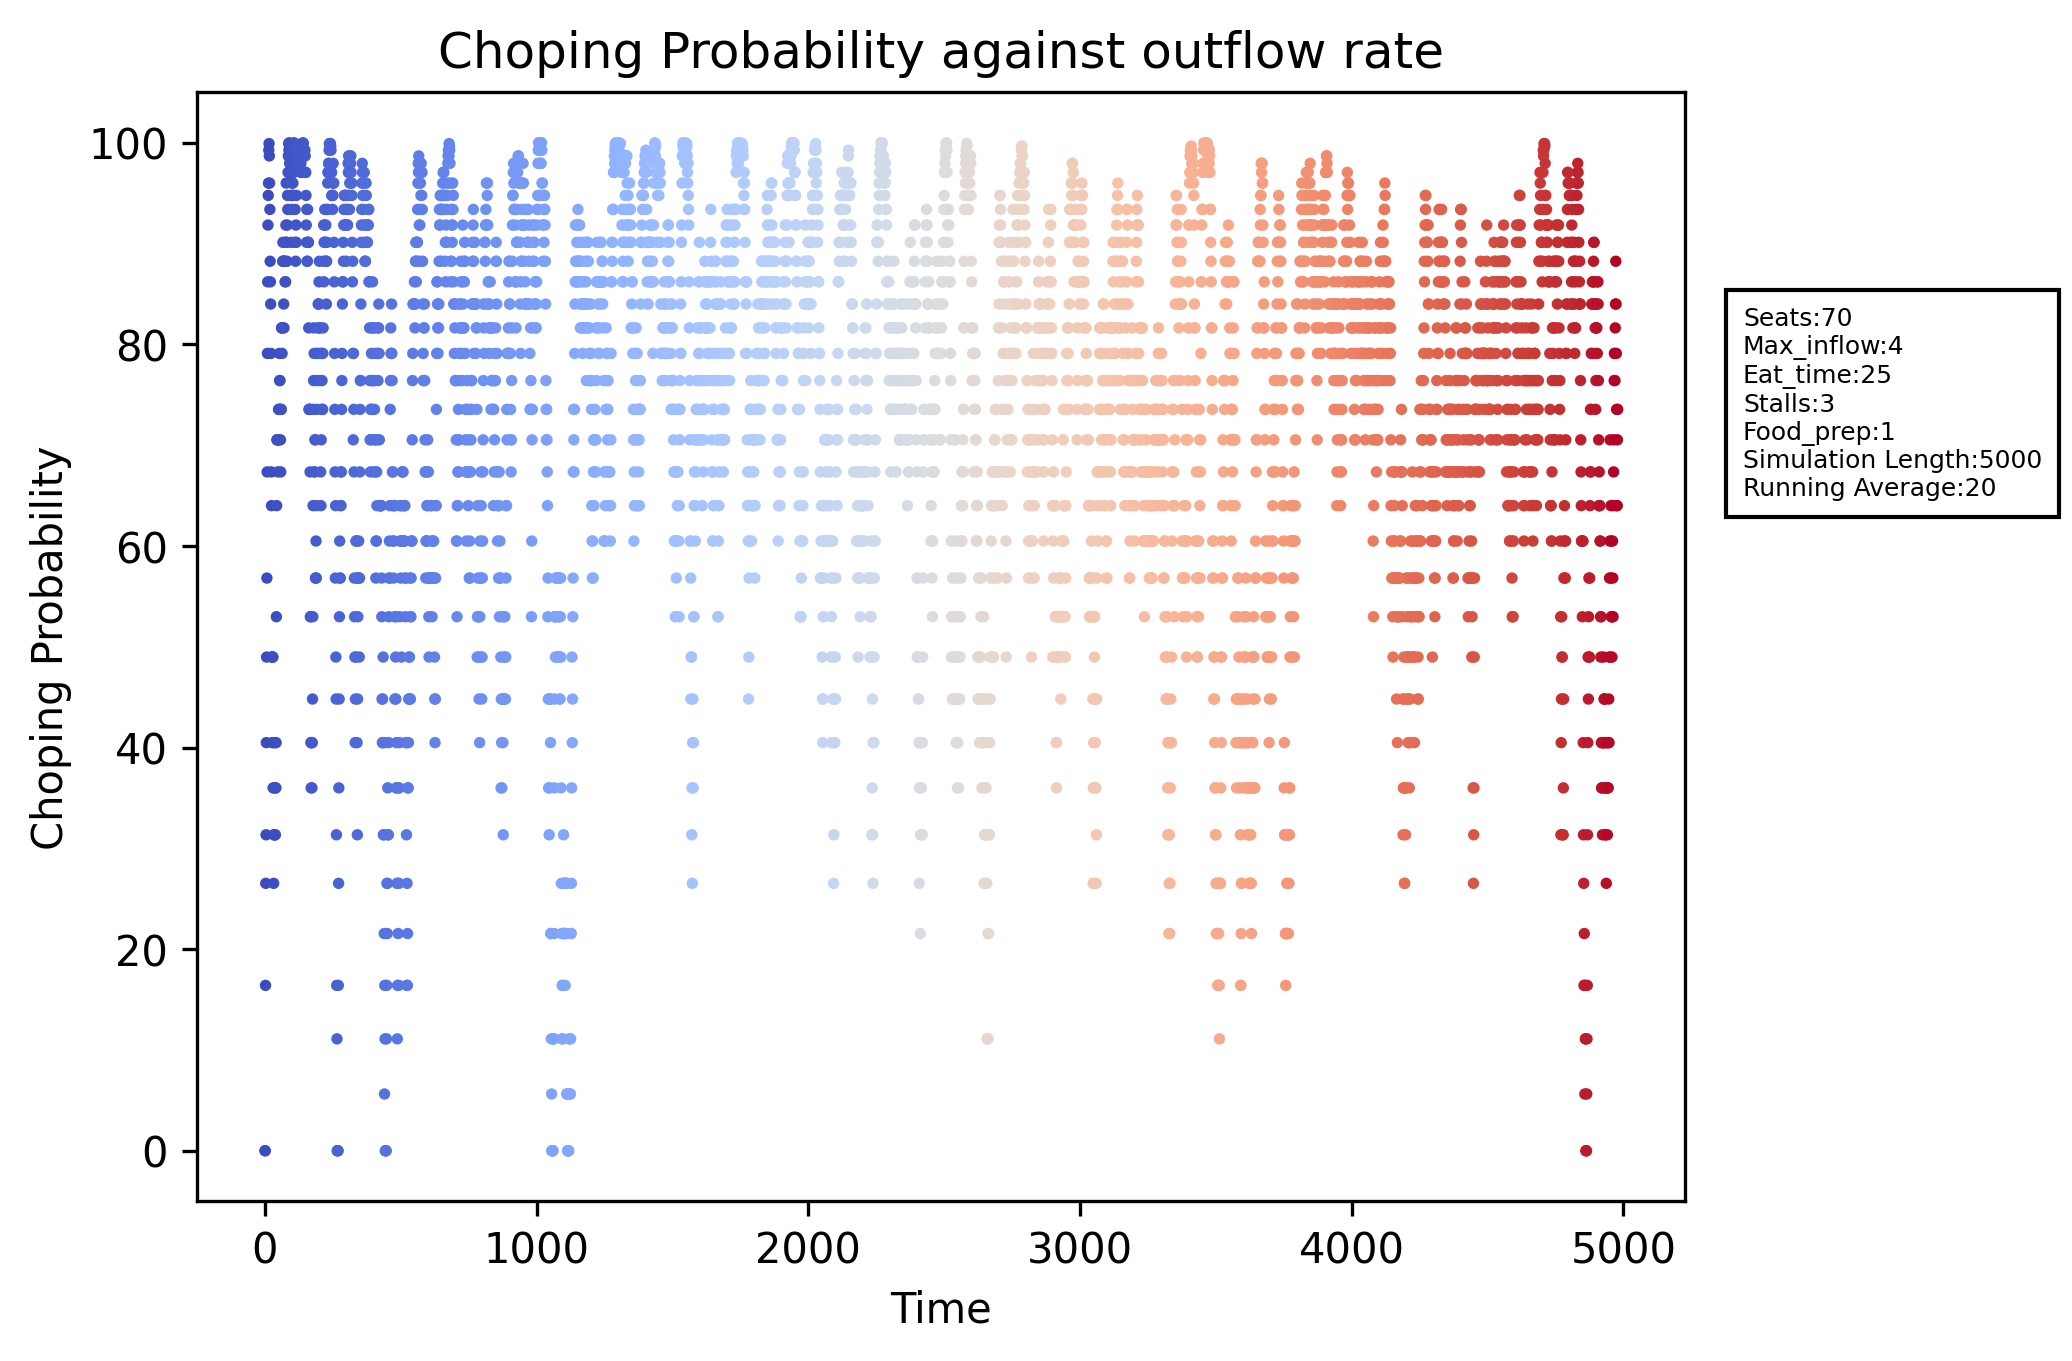 Choping Probability against outflow rate
Choping Probability
100
80
60
40
20
0
0 1000 2000 3000 4000 5000
Time
Seats:70
Max_inflow:4
Eat_time:25
Stalls:3
Food_prep:1
Simulation Length:5000
Running Average:20